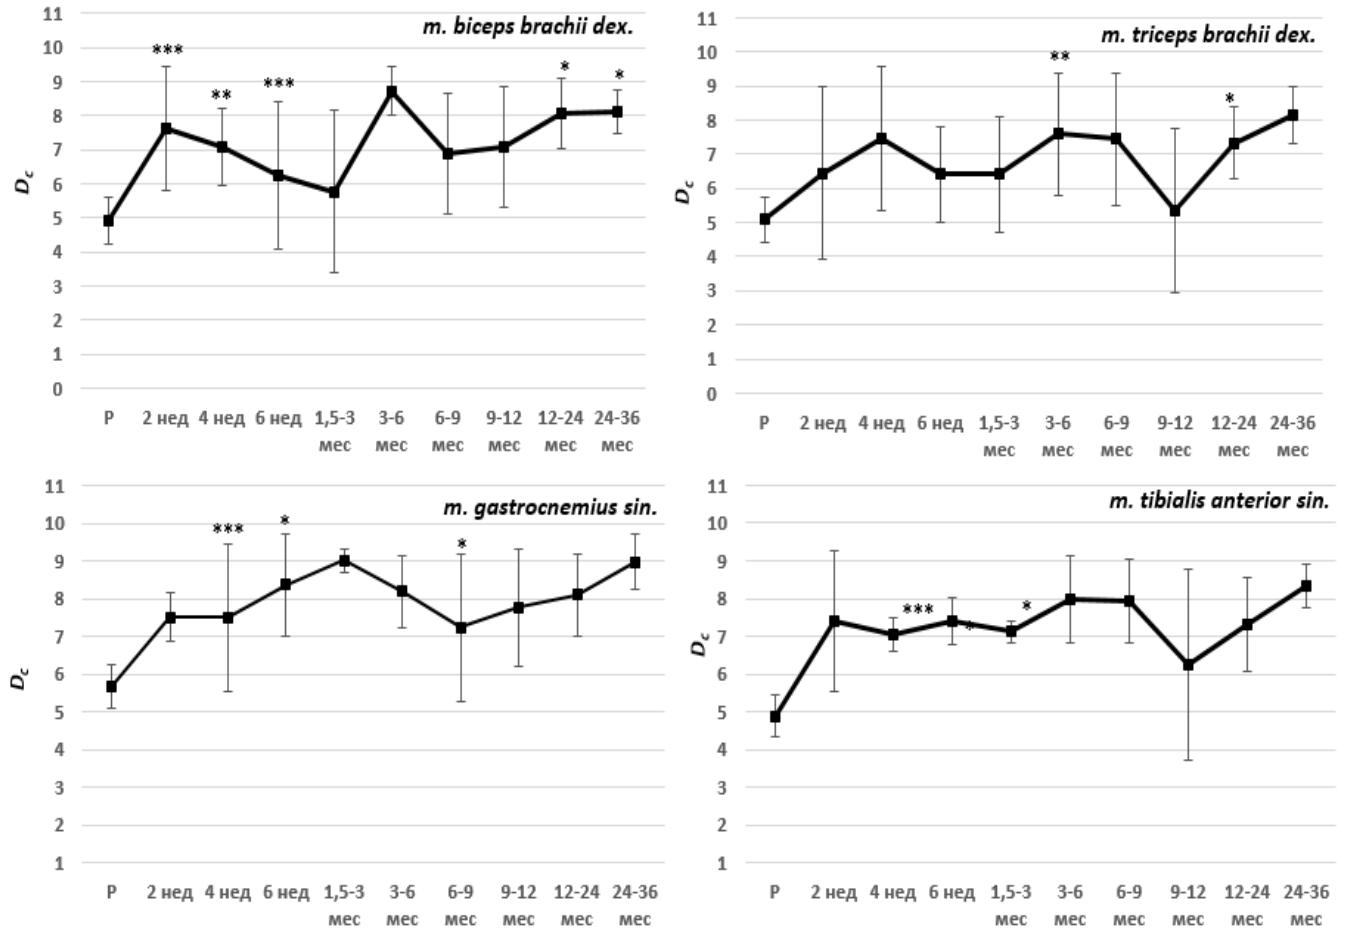 m. biceps brachii dex.
11
10
9
8
7
6
5
4
3
2
1
0
Dc
***
**
***
*
*
Р
2 нед
4 нед
6 нед
1,5-3
мес
3-6
мес
6-9
мес
9-12
мес
12-24
мес
24-36
мес
m. triceps brachii dex.
11
10
9
8
7
6
5
4
3
2
1
0
Dc
**
*
Р
2 нед
4 нед
6 нед
1,5-3
мес
3-6
мес
6-9
мес
9-12
мес
12-24
мес
24-36
мес
m. gastrocnemius sin.
11
10
9
8
7
6
5
4
3
2
1
Dc
***
*
*
Р
2 нед
4 нед
6 нед
1,5-3
мес
3-6
мес
6-9
мес
9-12
мес
12-24
мес
24-36
мес
m. tibialis anterior sin.
11
10
9
8
7
6
5
4
3
2
1
Dc
***
*
*
Р
2 нед
4 нед
6 нед
1,5-3
мес
3-6
мес
6-9
мес
9-12
мес
12-24
мес
24-36
мес